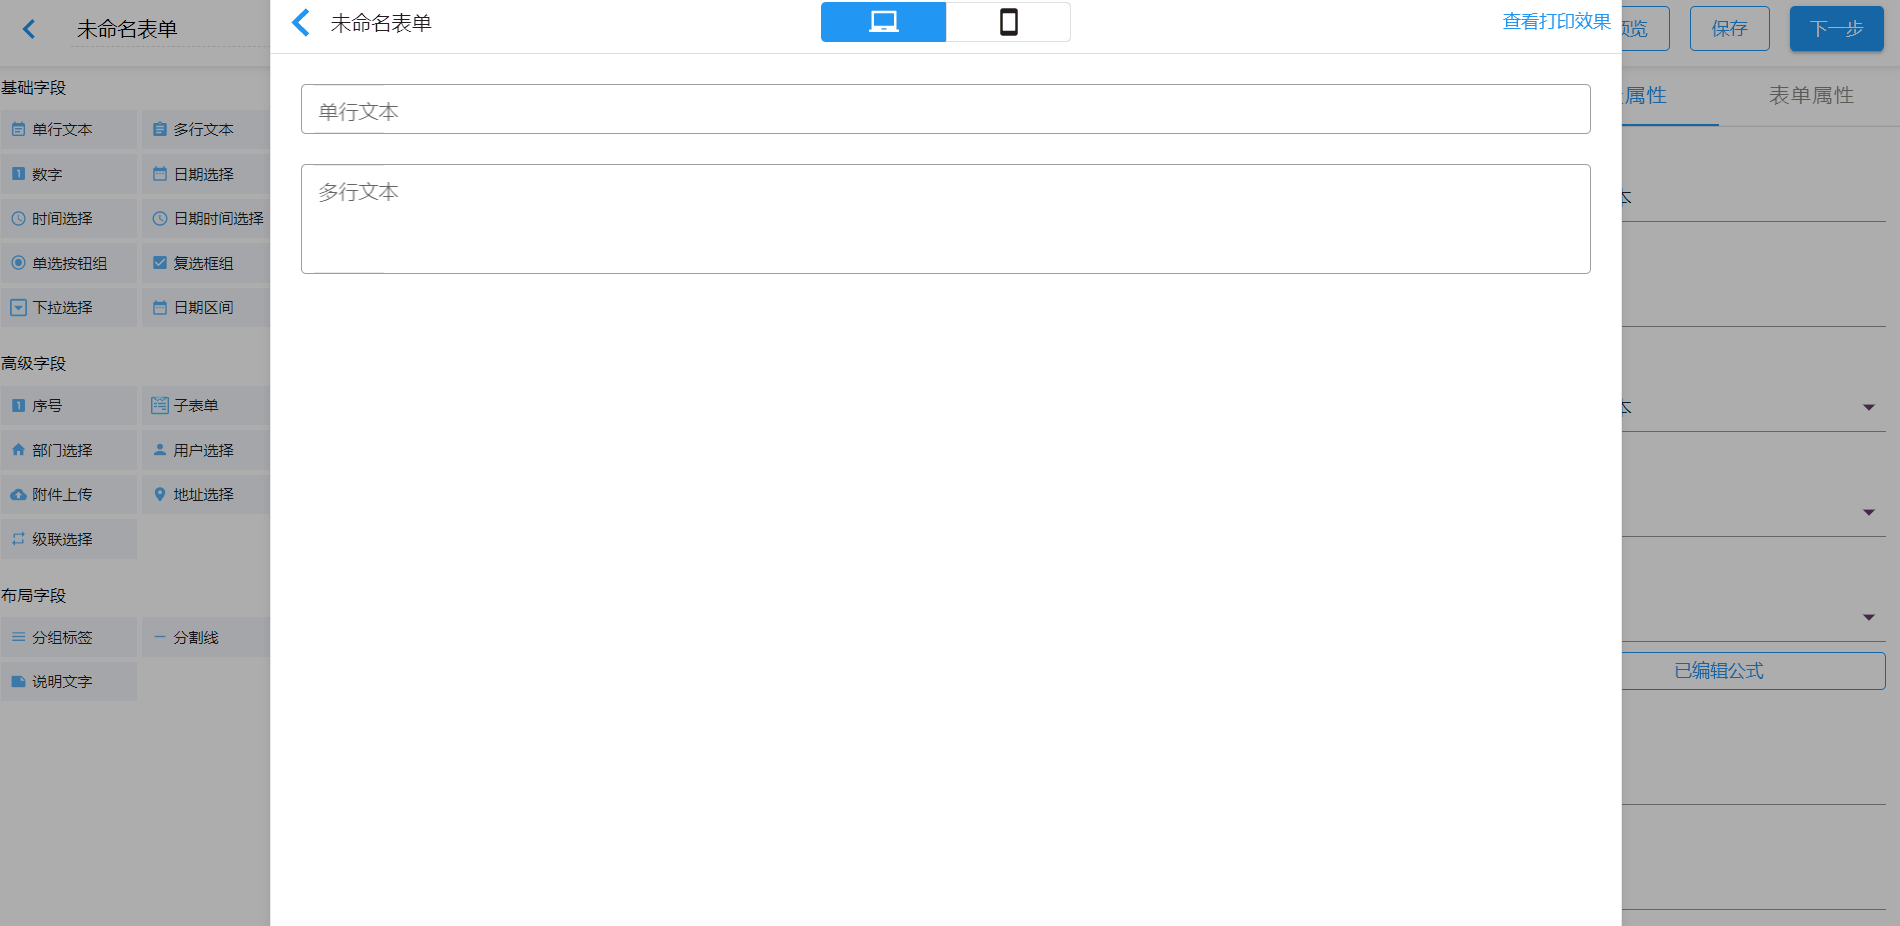 未命名表单
未命名表单
查看打印效果
预览
保存
下一步
基础字段
单行文本
多行文本
数字
日期选择
时间选择
日期时间选择
单选按钮组
复选框组
下拉选择
日期区间
高级字段
序号
子表单
部门选择
用户选择
附件上传
地址选择
级联选择
布局字段
分组标签
分割线
说明文字
单行文本
多行文本
属性
表单属性
本
本
已编辑公式